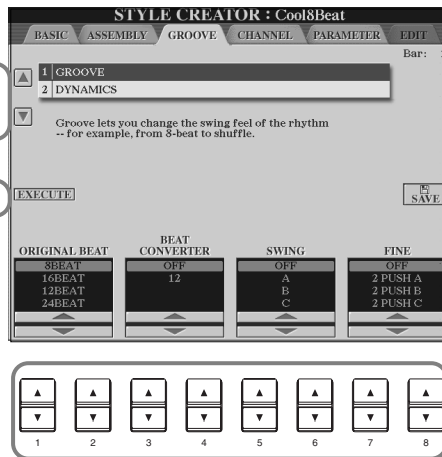 STYLE CREATOR : Cool8Beat
BASIC ASSEMBLY GROOVE CHANNEL PARAMETER EDIT
Bar:
1 GROOVE
2 DYNAMICS
Groove lets you change the swing feel of the rhythm
-- for example, from 8-beat to shuffle.
EXECUTE
SAVE
ORIGINAL BEAT BEAT CONVERTER SWING FINE
8BEAT OFF OFF OFF
16BEAT 12 A 2 PUSH A
12BEAT B 2 PUSH B
24BEAT C 2 PUSH C
1 2 3 4 5 6 7 8